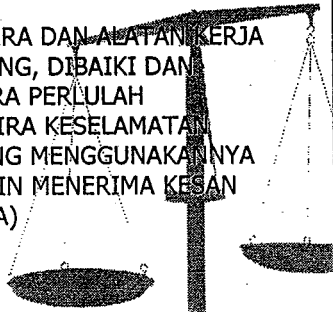 RA DAN ALATAN KERJA
NG, DIBAIKI DAN
RA PERLULAH
IRA KESELAMATAN
NG MENGGUNAKANNYA
IN MENERIMA KESAN
A)